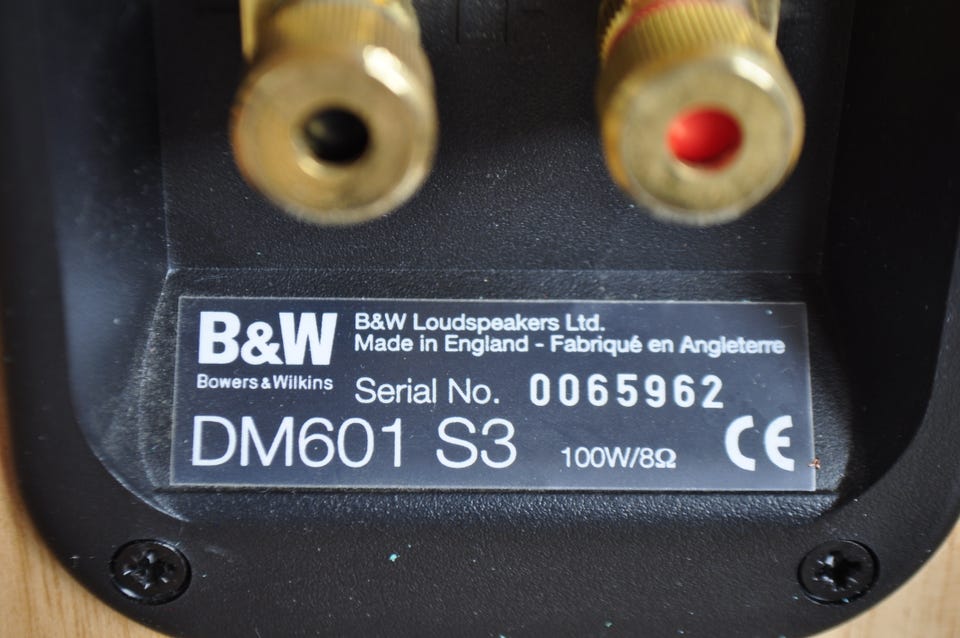 B&W
Bowers & Wilkins
B&W Loudspeakers Ltd.
Made in England - Fabriqué en Angleterre
Serial No. 0065962
DM601 S3 100W/8Ω CE